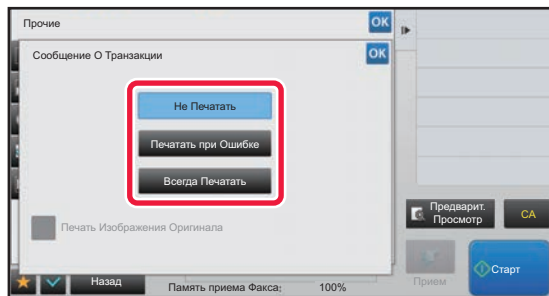 Прочие
OK
Сообщение О Транзакции
OK
Не Печатать
Печатать при Ошибке
Всегда Печатать
Печать Изображения Оригинала
Предварит.
Просмотр
CA
Назад
Память приема Факса:
100%
Прием
Старт